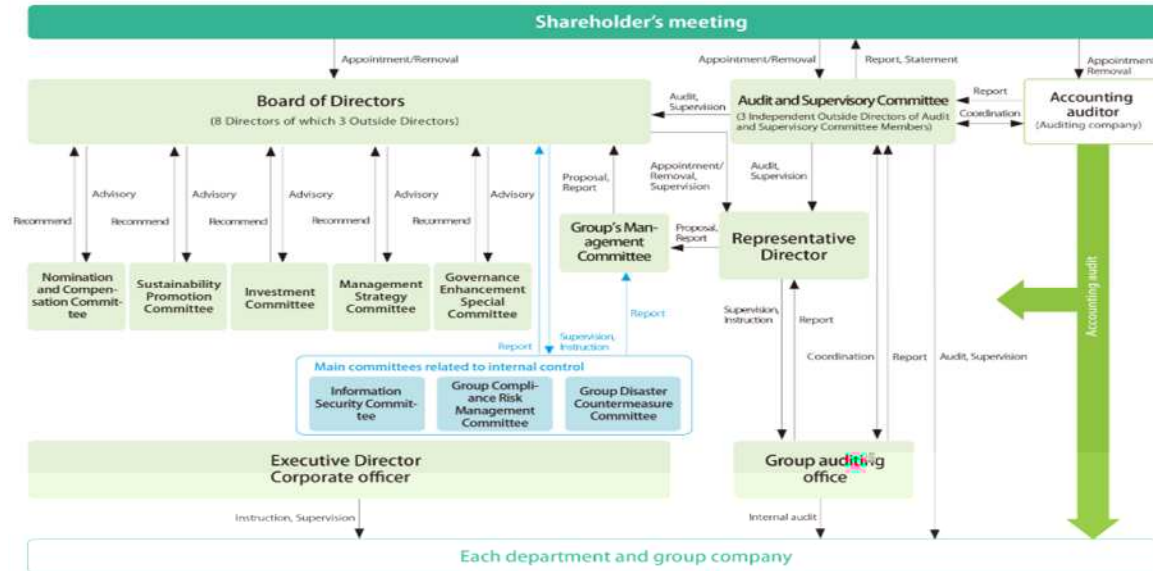 Shareholder's meeting
Appointment/Removal
Appointment/Removal
Report, Statement
Appointment/
Removal
Board of Directors
(8 Directors of which 3 Outside Directors)
Audit,
Supervision
Audit and Supervisory Committee
(3 Independent Outside Directors of Audit
and Supervisory Committee Members)
Report
Coordination
Accounting
auditor
(Auditing company)
Advisory
Advisory
Advisory
Advisory
Advisory
Recommend
Recommend
Recommend
Recommend
Recommend
Proposal,
Report
Appointment/
Removal,
Supervision
Audit,
Supervision
Group's Man-
agement
Committee
Proposal,
Report
Representative
Director
Nomination
and Compen-
sation Commit-
tee
Sustainability
Promotion
Committee
Investment
Committee
Management
Strategy
Committee
Governance
Enhancement
Special
Committee
Accounting audit
Report
Supervision,
Instruction
Report
Supervision,
Instruction
Report
Coordination
Report
Audit, Supervision
Main committees related to internal control
Information
Security Commit-
tee
Group Compli-
ance Risk
Management
Committee
Group Disaster
Countermeasure
Committee
Executive Director
Corporate officer
Group auditing
office
Instruction, Supervision
Internal audit
Each department and group company